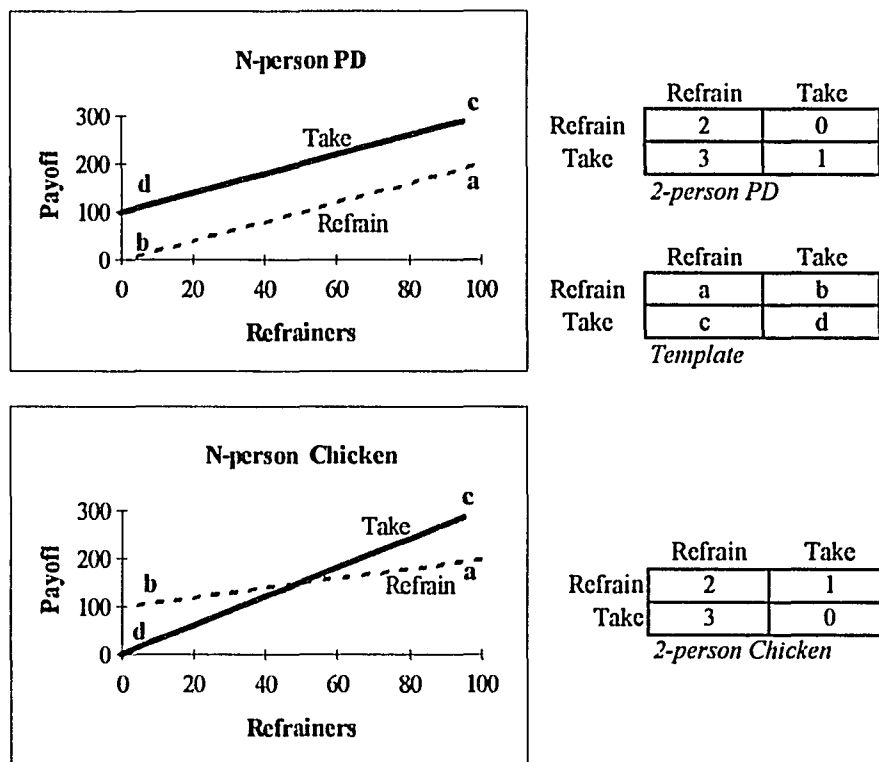 N-person PD
Payoff
300
200
100
0
c
Take
d
a
Refrain
b
0 20 40 60 80 100
Refrainers
Refrain Take
Refrain 2 0
Take 3 1
2-person PD
Refrain Take
Refrain a b
Take c d
Template
N-person Chicken
Payoff
300
200
100
0
c
Take
b
a
Refrain
d
0 20 40 60 80 100
Refrainers
Refrain Take
Refrain 2 1
Take 3 0
2-person Chicken